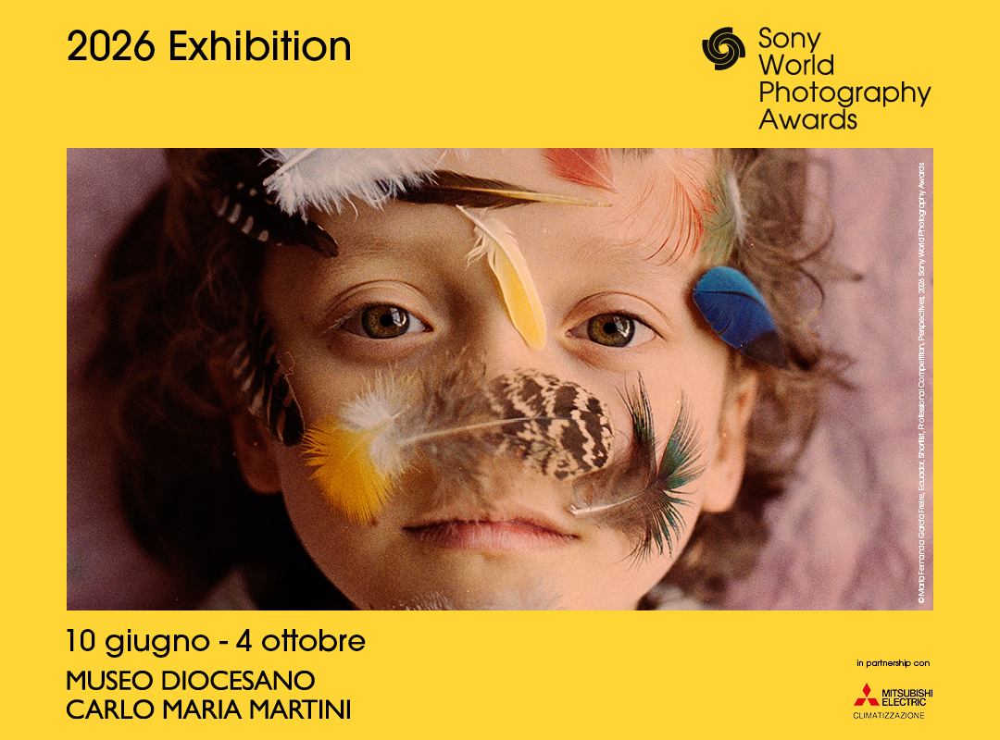 2026 Exhibition
Sony
World
Photography
Awards
© Maria Fernanda García Freire, Ecuador, Shortlist, Professional Competition, Perspectives, 2026 Sony World Photography Awards
10 giugno - 4 ottobre
MUSEO DIOCESANO
CARLO MARIA MARTINI
in partnership con
MITSUBISHI
ELECTRIC
CLIMATIZZAZIONE